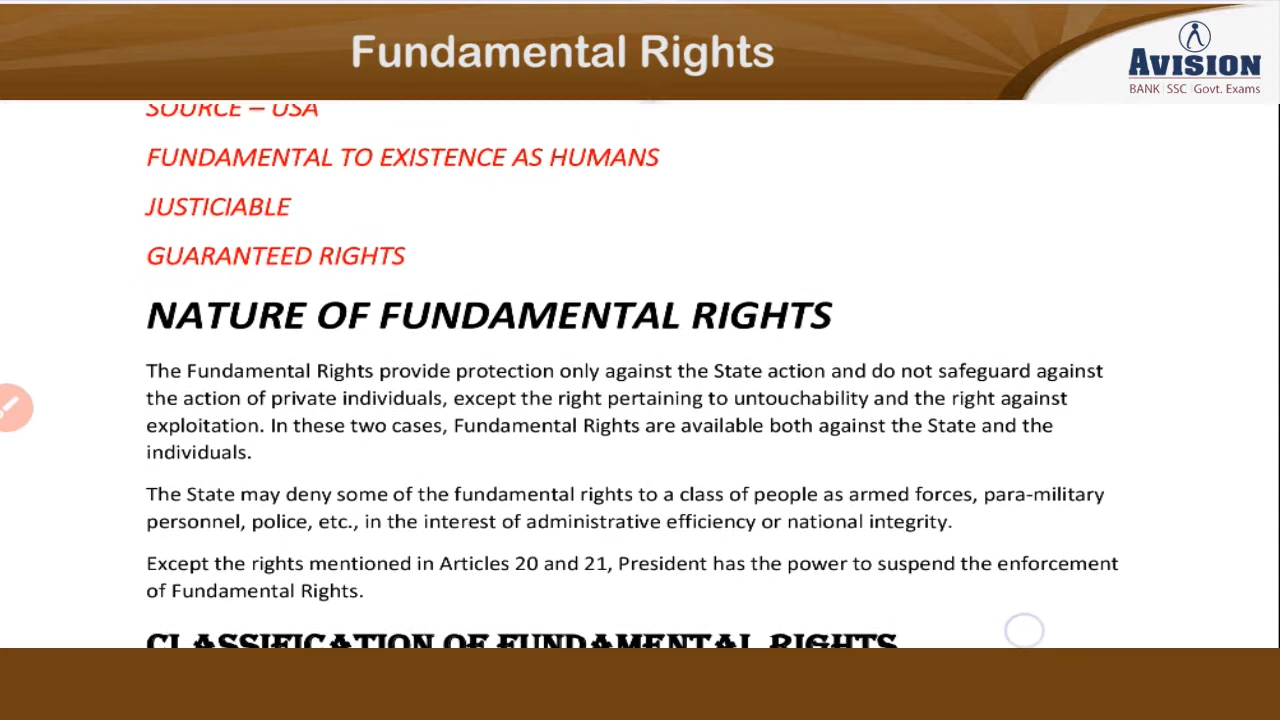 Fundamental Rights
AVISION
BANK | SSC | Govt. Exams
SOURCE – USA
FUNDAMENTAL TO EXISTENCE AS HUMANS
JUSTICIABLE
GUARANTEED RIGHTS
NATURE OF FUNDAMENTAL RIGHTS
The Fundamental Rights provide protection only against the State action and do not safeguard against
the action of private individuals, except the right pertaining to untouchability and the right against
exploitation. In these two cases, Fundamental Rights are available both against the State and the
individuals.
The State may deny some of the fundamental rights to a class of people as armed forces, para-military
personnel, police, etc., in the interest of administrative efficiency or national integrity.
Except the rights mentioned in Articles 20 and 21, President has the power to suspend the enforcement
of Fundamental Rights.
CLASSIFICATION OF FUNDAMENTAL RIGHTS